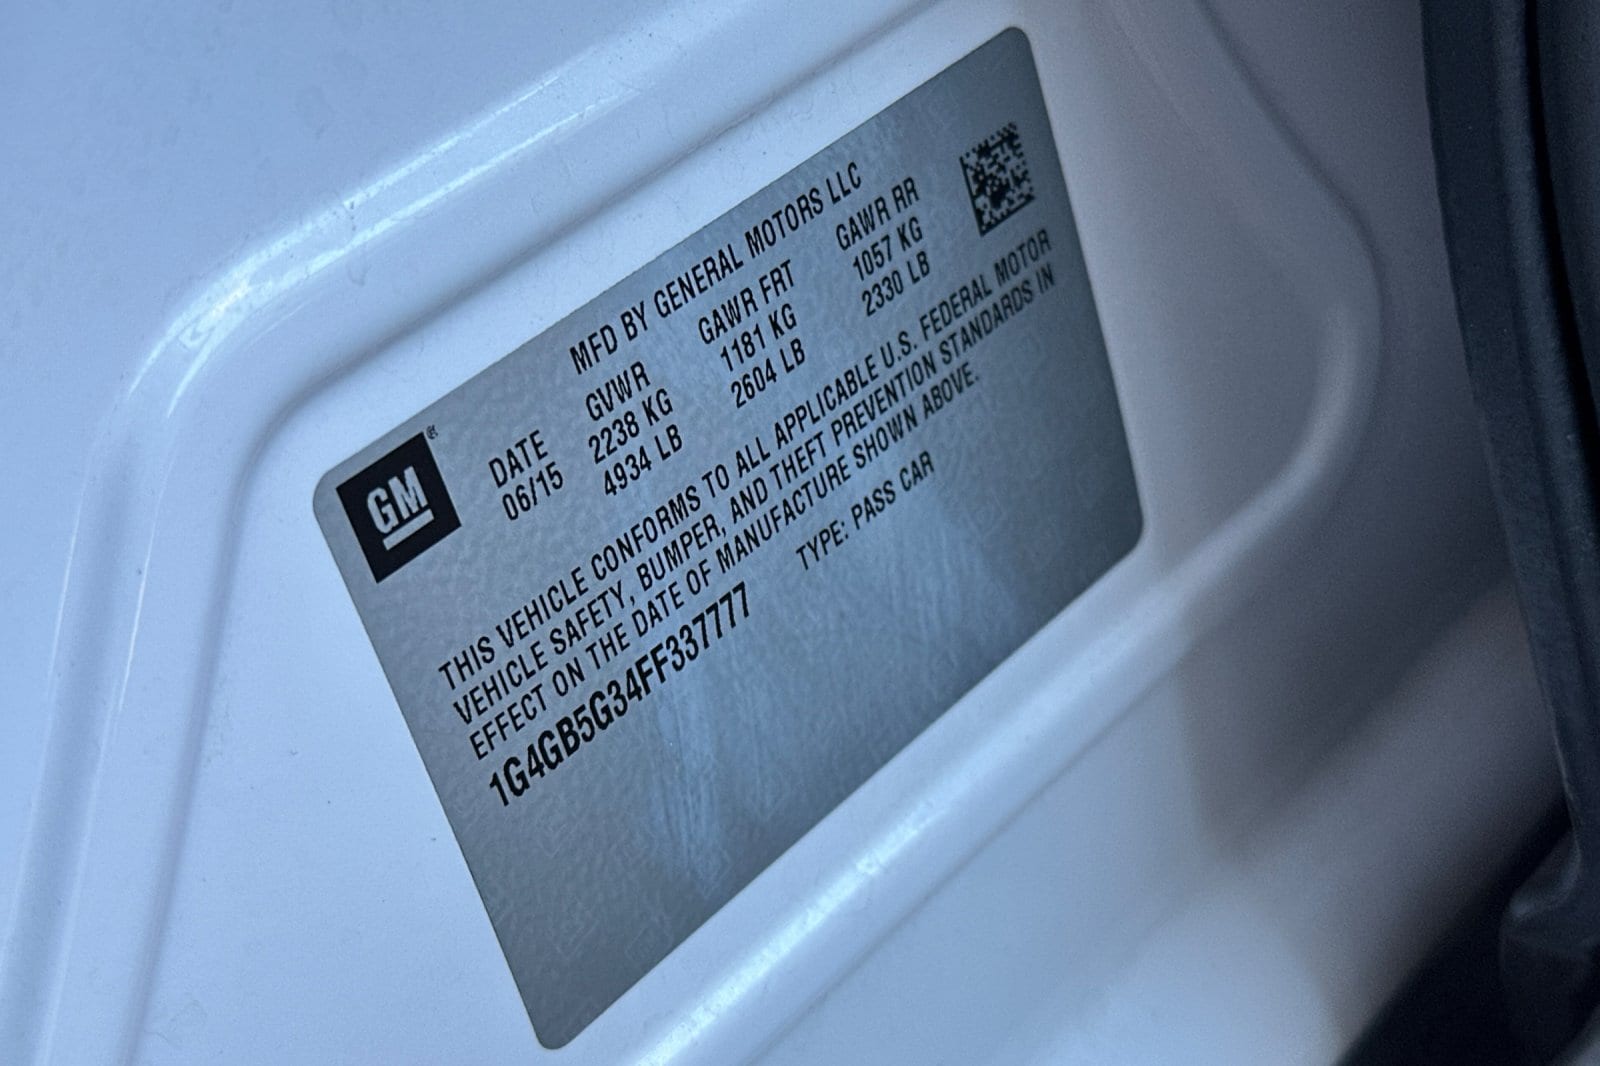 GM
MFD BY GENERAL MOTORS LLC
DATE GVWR GAWR FRT GAWR RR
06/15 2238 KG 1181 KG 1057 KG
4934 LB 2604 LB 2330 LB
THIS VEHICLE CONFORMS TO ALL APPLICABLE U.S. FEDERAL MOTOR
VEHICLE SAFETY, BUMPER, AND THEFT PREVENTION STANDARDS IN
EFFECT ON THE DATE OF MANUFACTURE SHOWN ABOVE.
1G4GB5G34FF337777 TYPE: PASS CAR